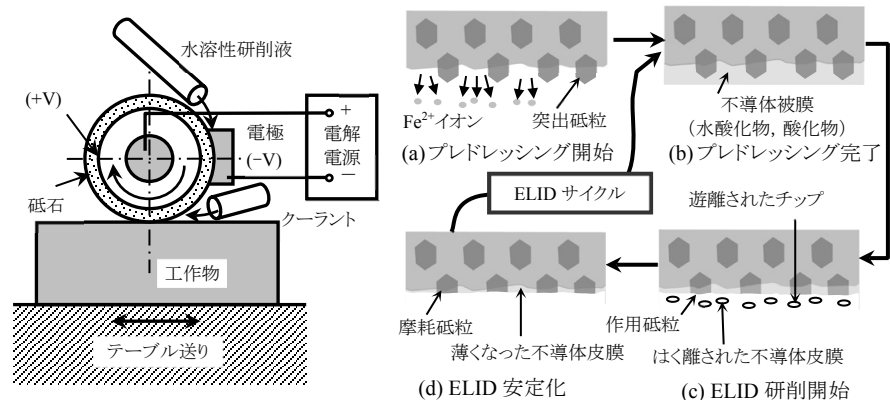 水溶性研削液
(+V)
+
電解
電源
−
電極
(−V)
砥石
クーラント
工作物
テーブル送り
Fe²⁺イオン
突出砥粒
(a)プレドレッシング開始
不導体被膜
(水酸化物, 酸化物)
(b)プレドレッシング完了
ELID サイクル
遊離されたチップ
摩耗砥粒
薄くなった不導体皮膜
(d) ELID 安定化
作用砥粒
はく離された不導体皮膜
(c) ELID 研削開始